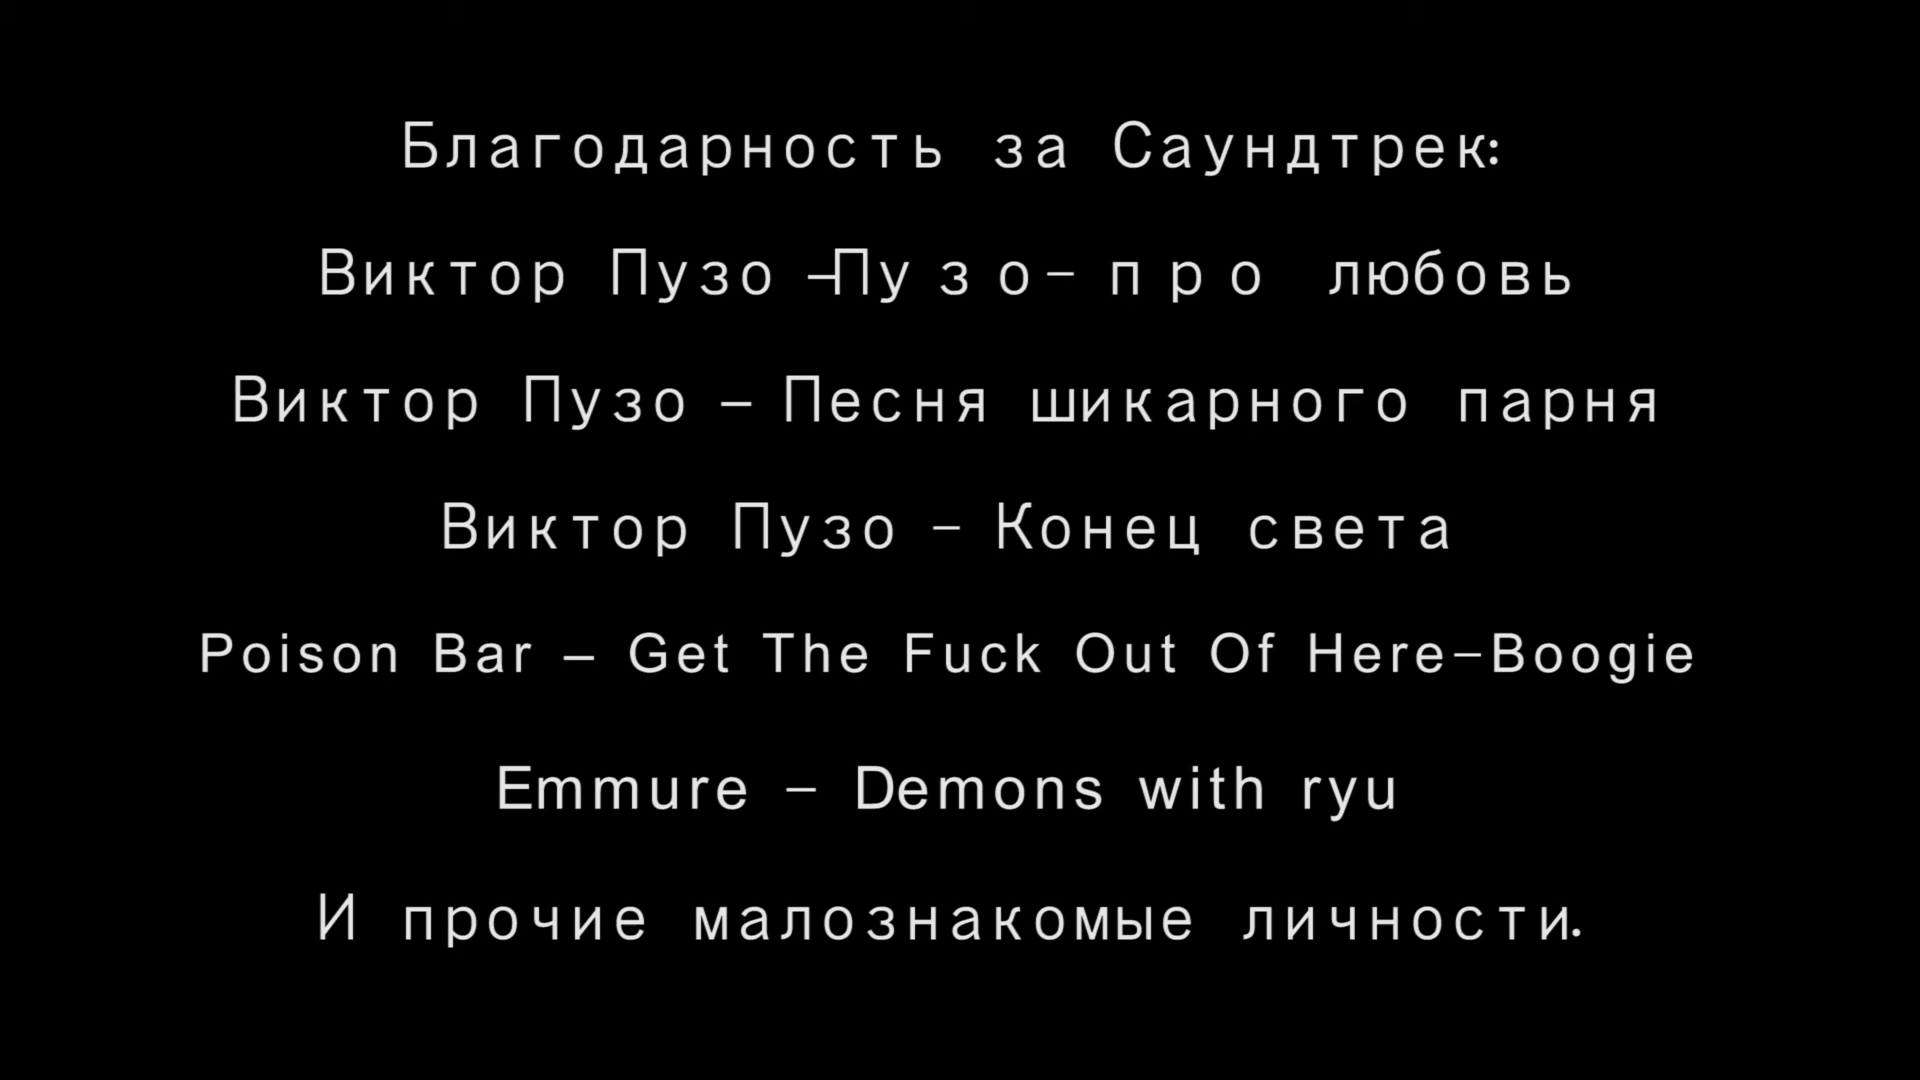 Благодарность за Саундтрек:
Виктор Пузо –Пузо- про любовь
Виктор Пузо – Песня шикарного парня
Виктор Пузо - Конец света
Poison Bar – Get The Fuck Out Of Here-Boogie
Emmure - Demons with ryu
И прочие малознакомые личности.